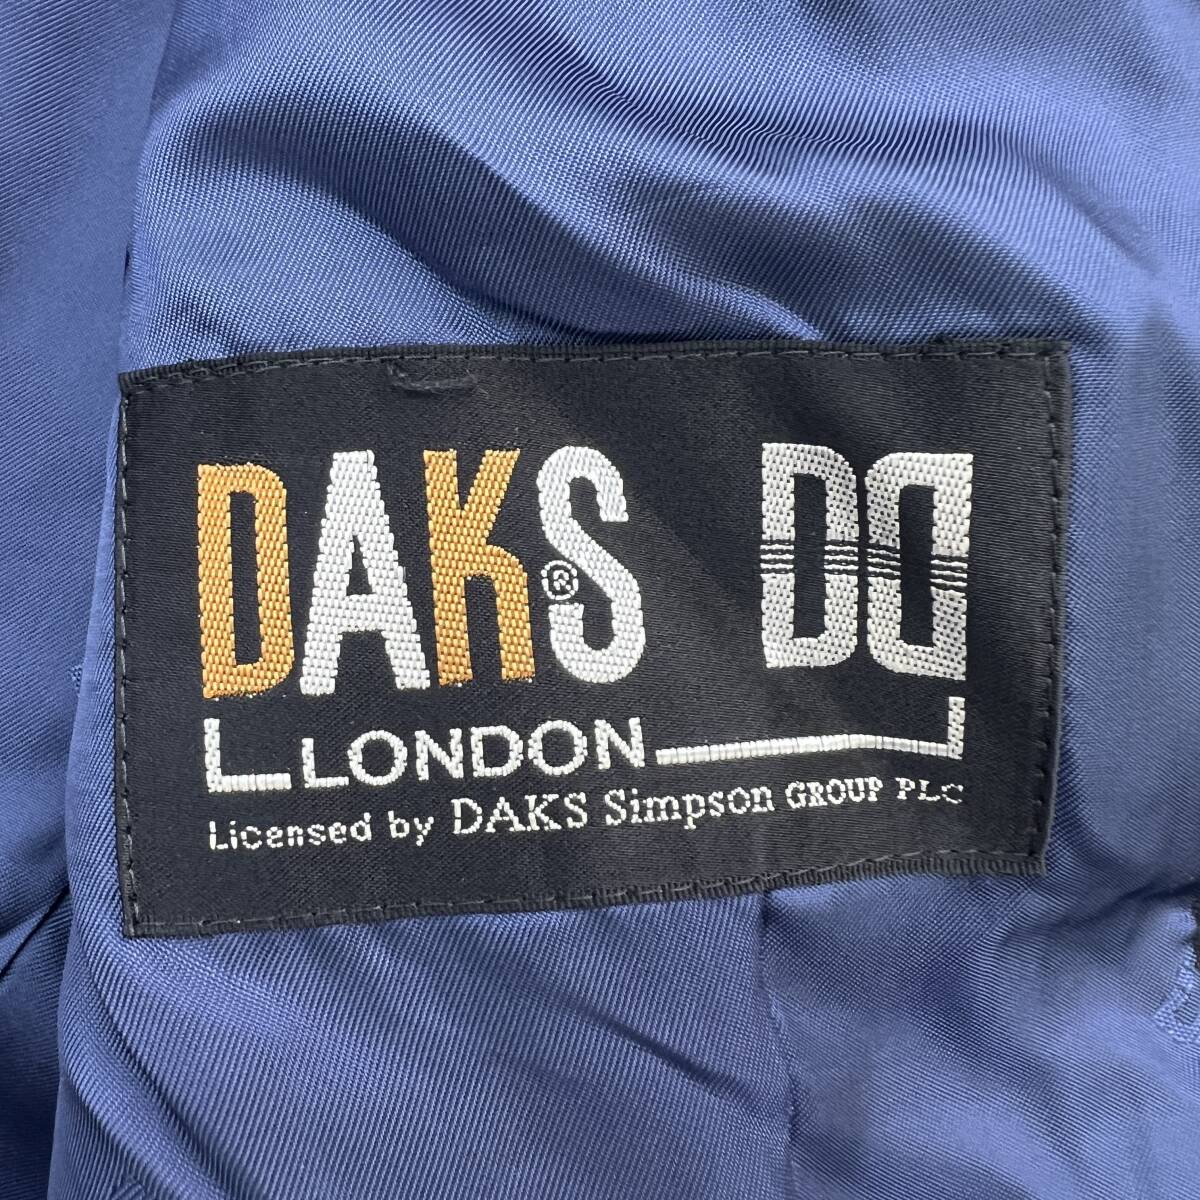 DAKS® DD
LONDON
Licensed by DAKS Simpson GROUP PLC